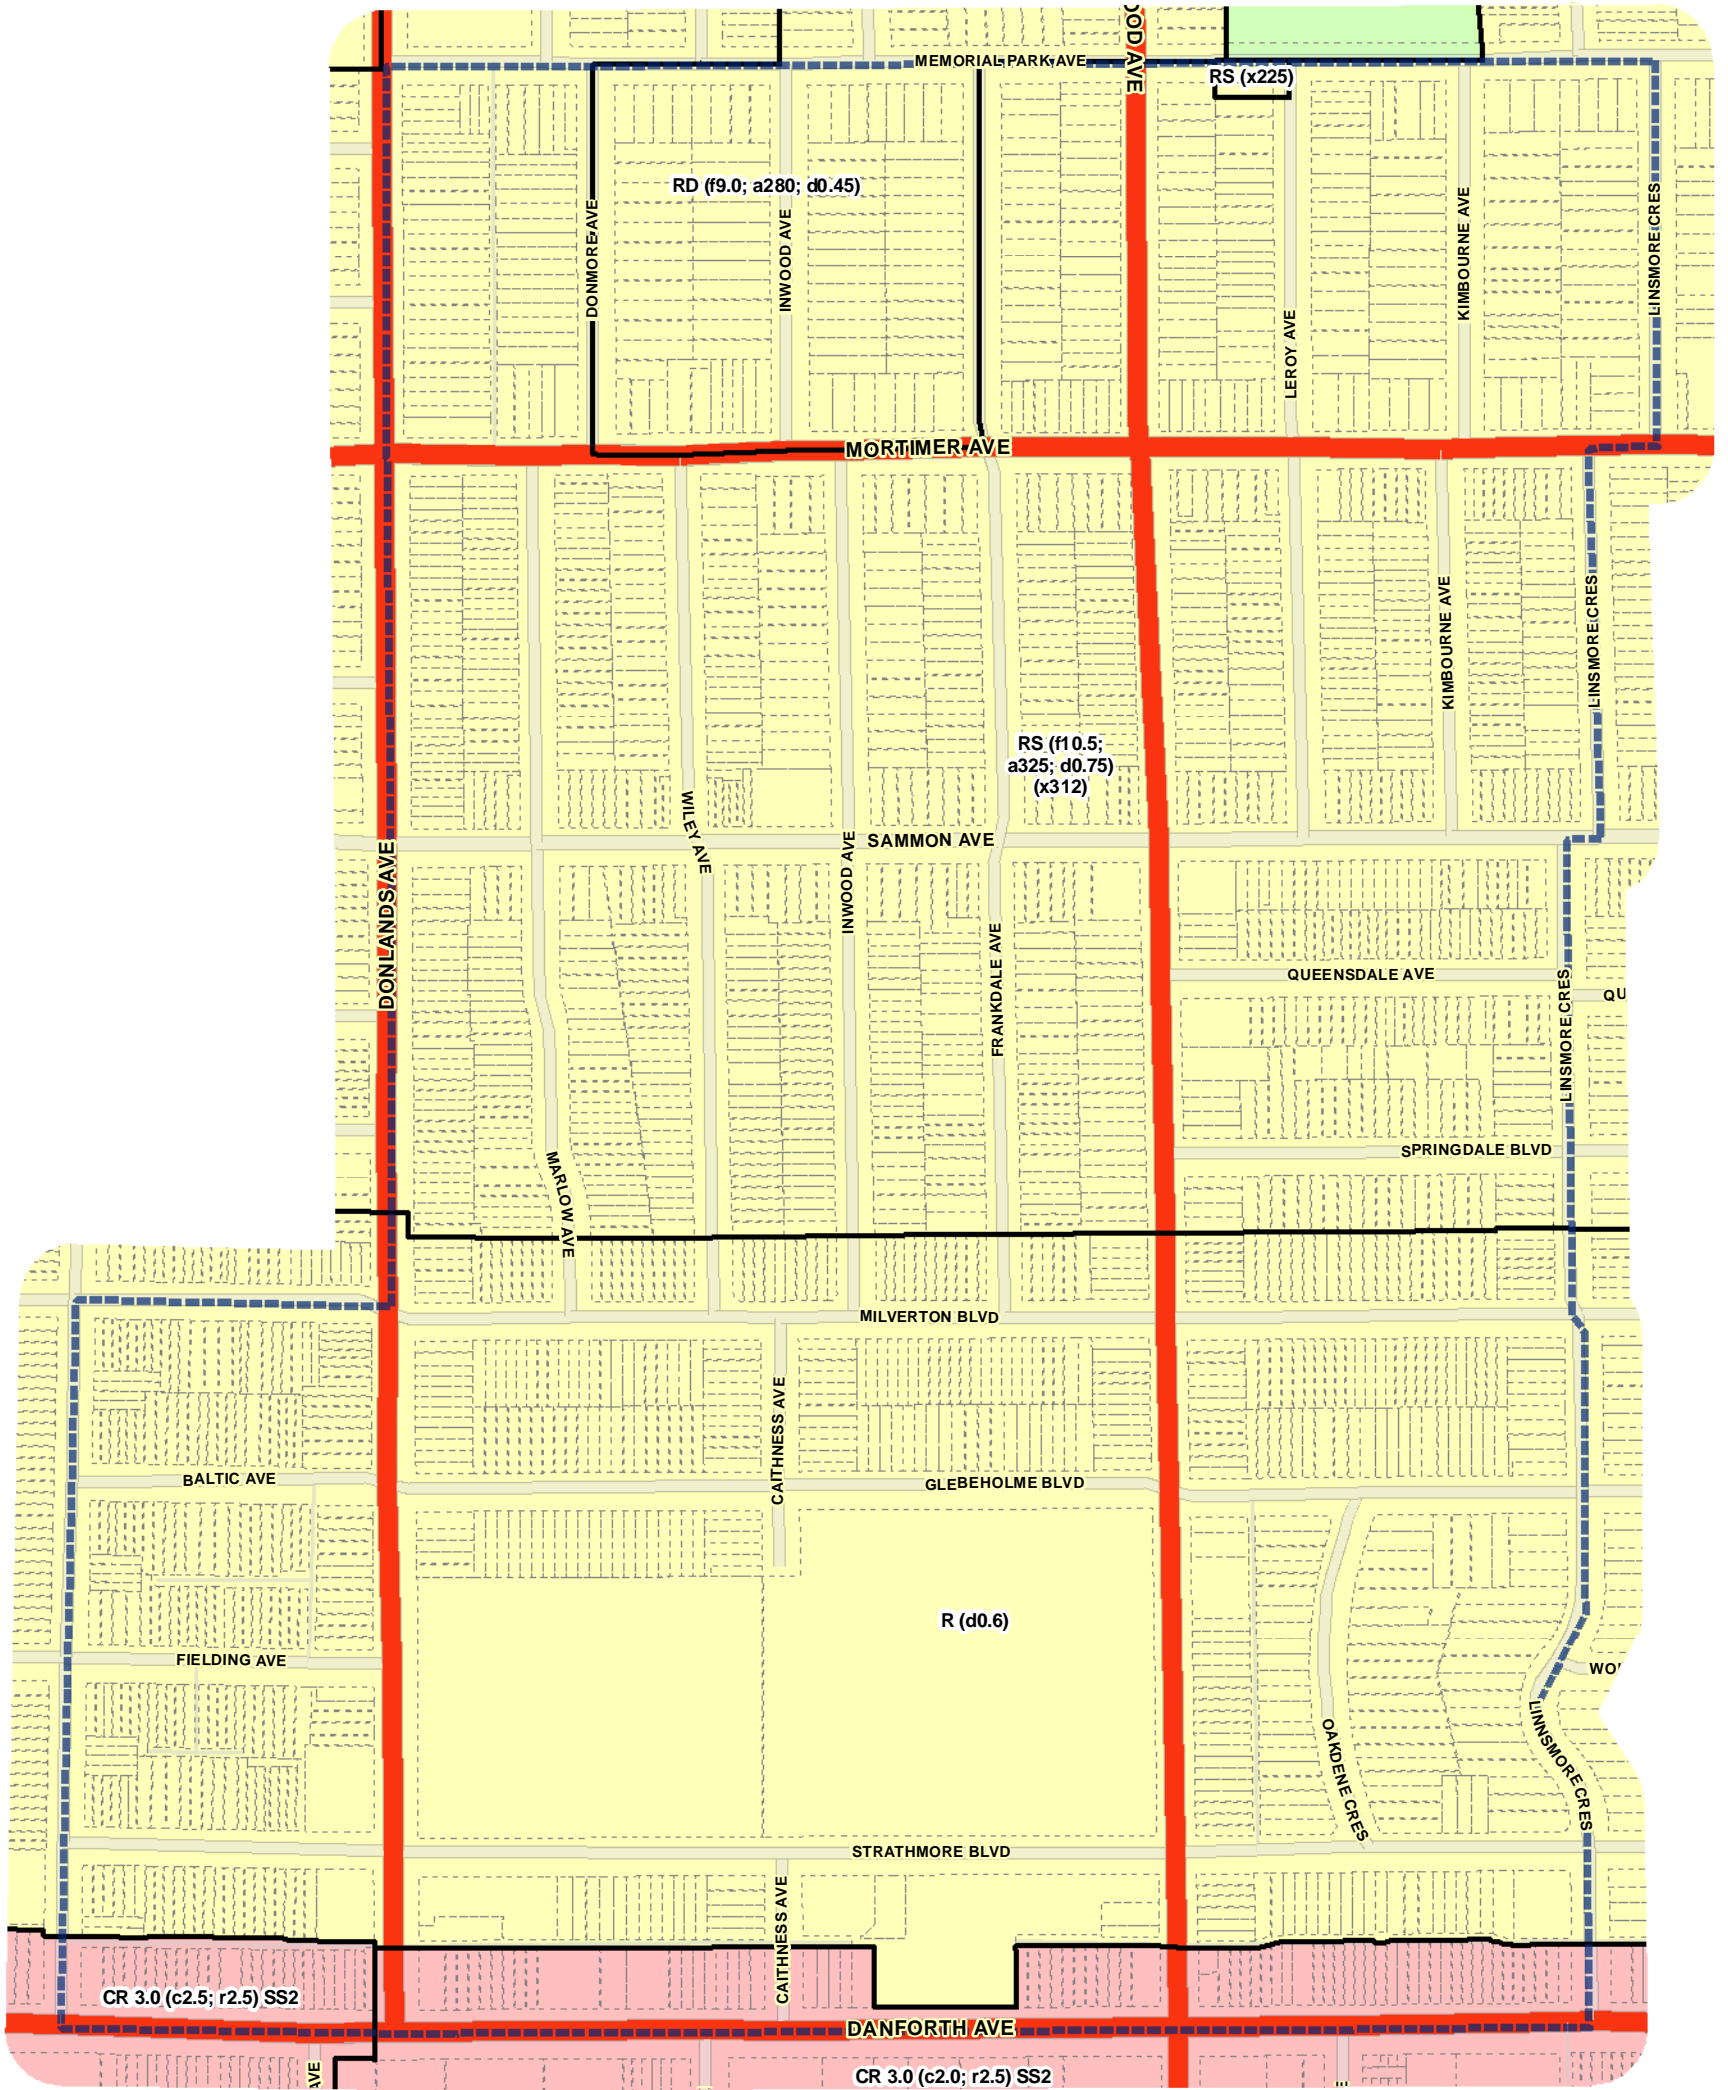 OOD AVE
MEMORIAL PARK AVE
RS (x225)
RD (f9.0; a280; d0.45)
DONMORE AVE
INWOOD AVE
KIMBOURNE AVE
LINSMORE CRES
LEROY AVE
MORTIMER AVE
KIMBOURNE AVE
LINSMORE CRES
RS (f10.5;
a325; d0.75)
(x312)
WILEY AVE
SAMMON AVE
INWOOD AVE
DONLANDS AVE
FRANKDALE AVE
QUEENSDALE AVE
QU
LINSMORE CRES
SPRINGDALE BLVD
MARLOW AVE
MILVERTON BLVD
CAITHNESS AVE
BALTIC AVE
GLEBEHOLME BLVD
R (d0.6)
FIELDING AVE
WO
LINNSMORE CRES
OAKDENE CRES
STRATHMORE BLVD
CAITHNESS AVE
CR 3.0 (c2.5; r2.5) SS2
DANFORTH AVE
AVE
CR 3.0 (c2.0; r2.5) SS2